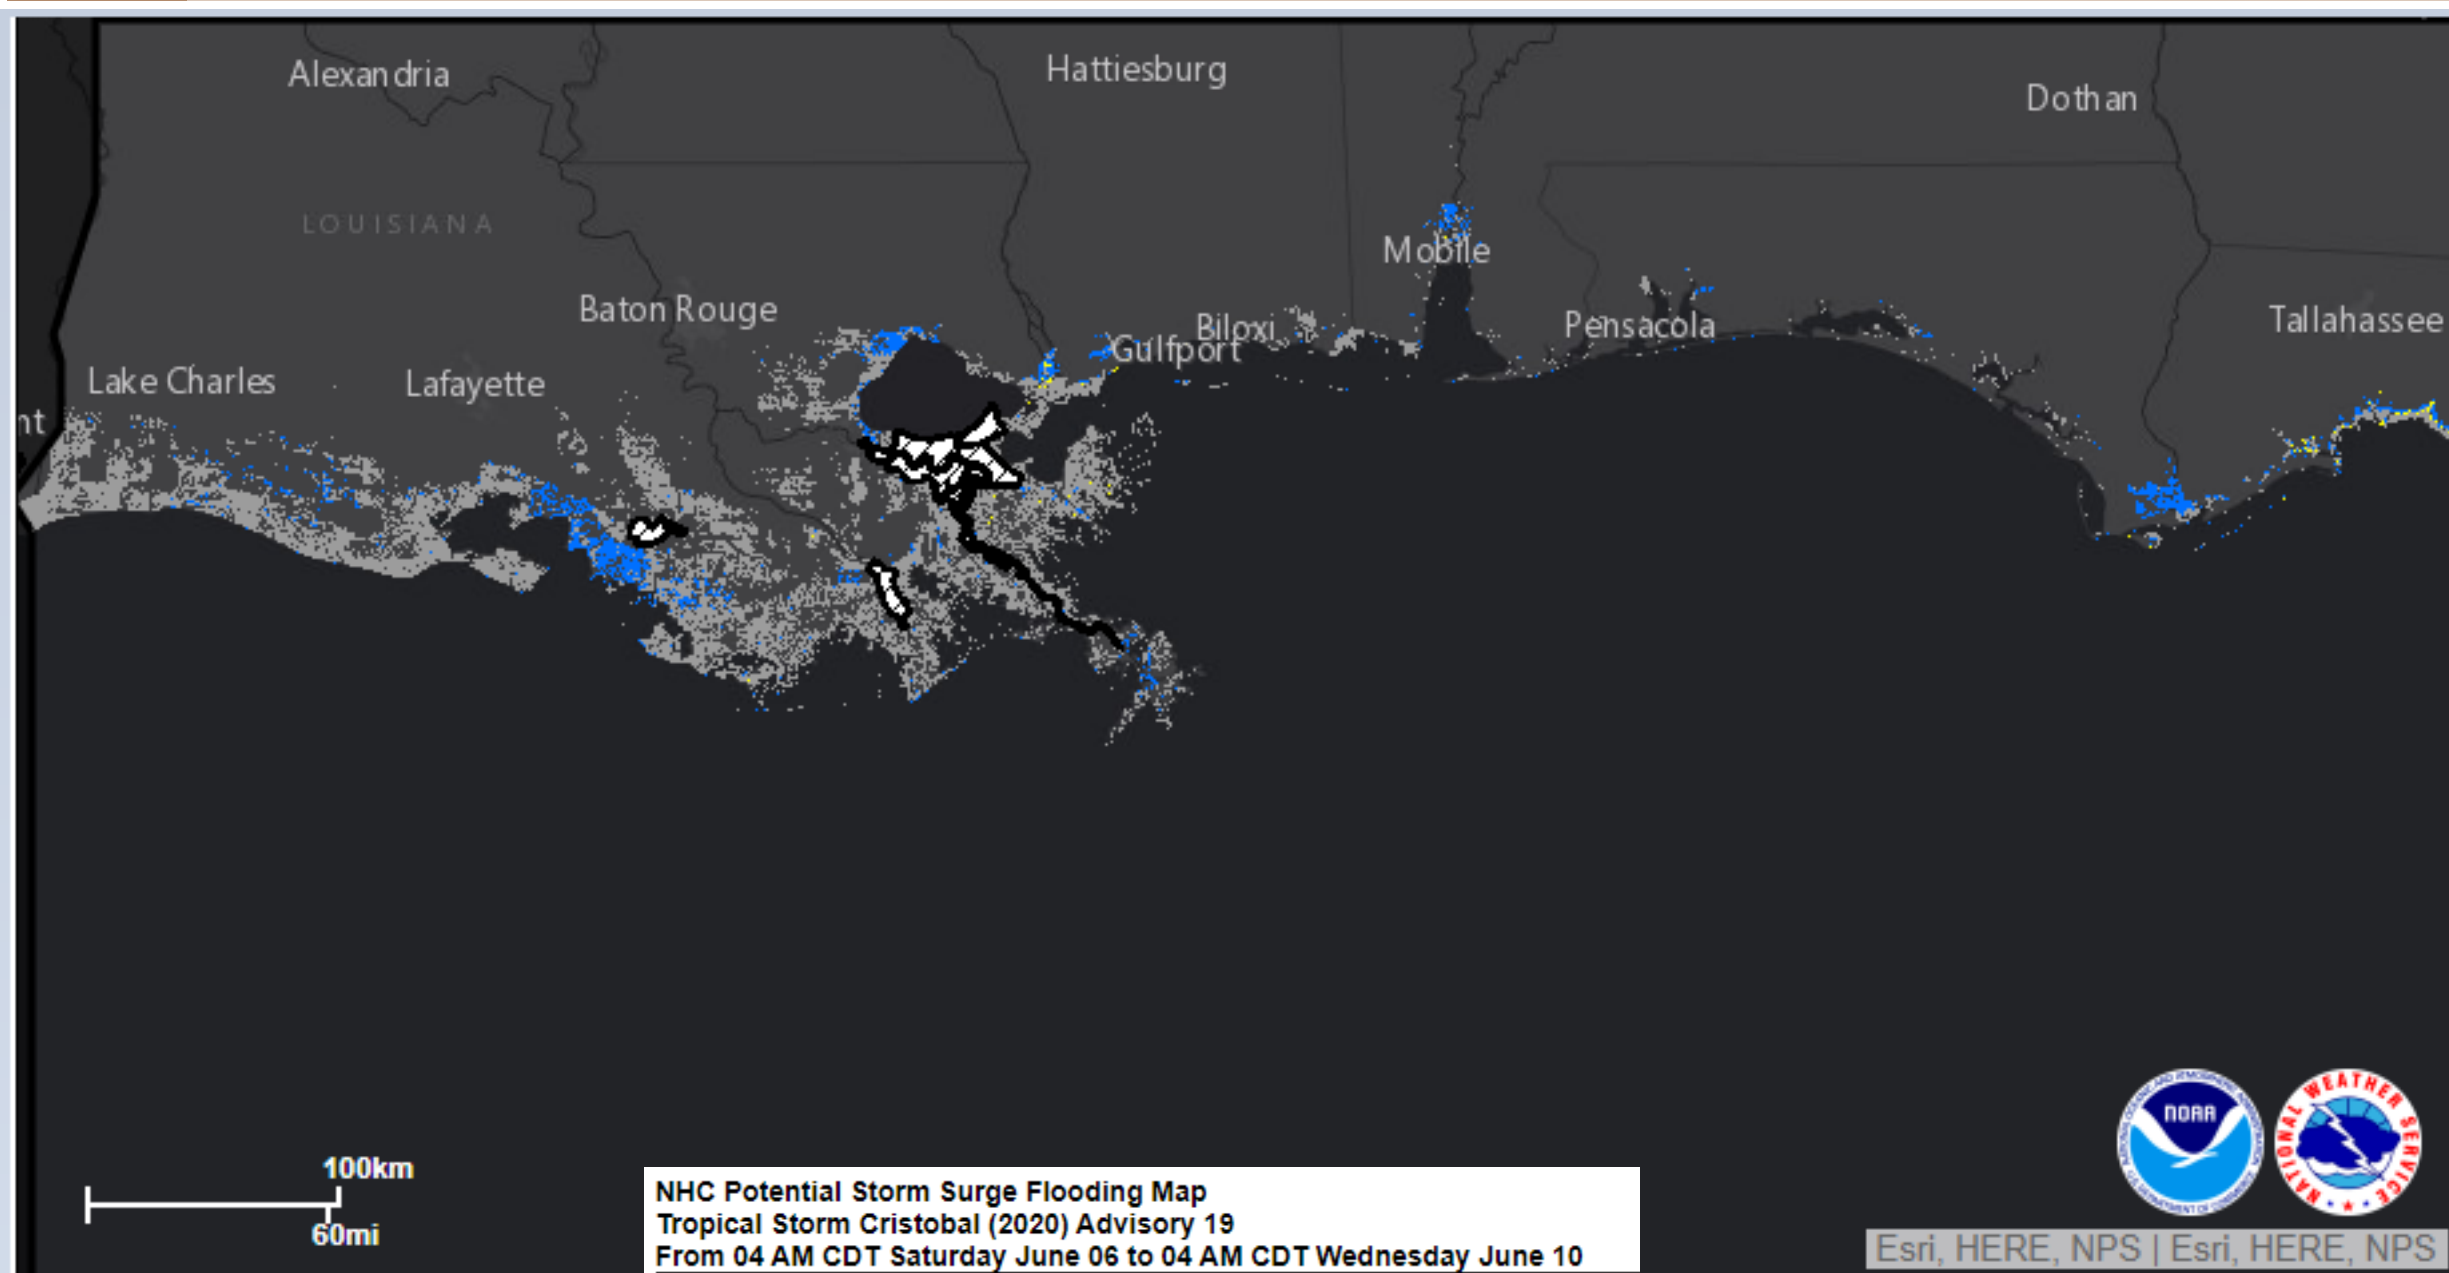 Alexandria
Hattiesburg
Dothan
LOUISIANA
Mobile
Baton Rouge
Biloxi
Pensacola
Tallahassee
Gulfport
Lake Charles
Lafayette
nt
100km
60mi
NHC Potential Storm Surge Flooding Map
Tropical Storm Cristobal (2020) Advisory 19
From 04 AM CDT Saturday June 06 to 04 AM CDT Wednesday June 10
NOAA
NATIONAL WEATHER SERVICE
Esri, HERE, NPS | Esri, HERE, NPS